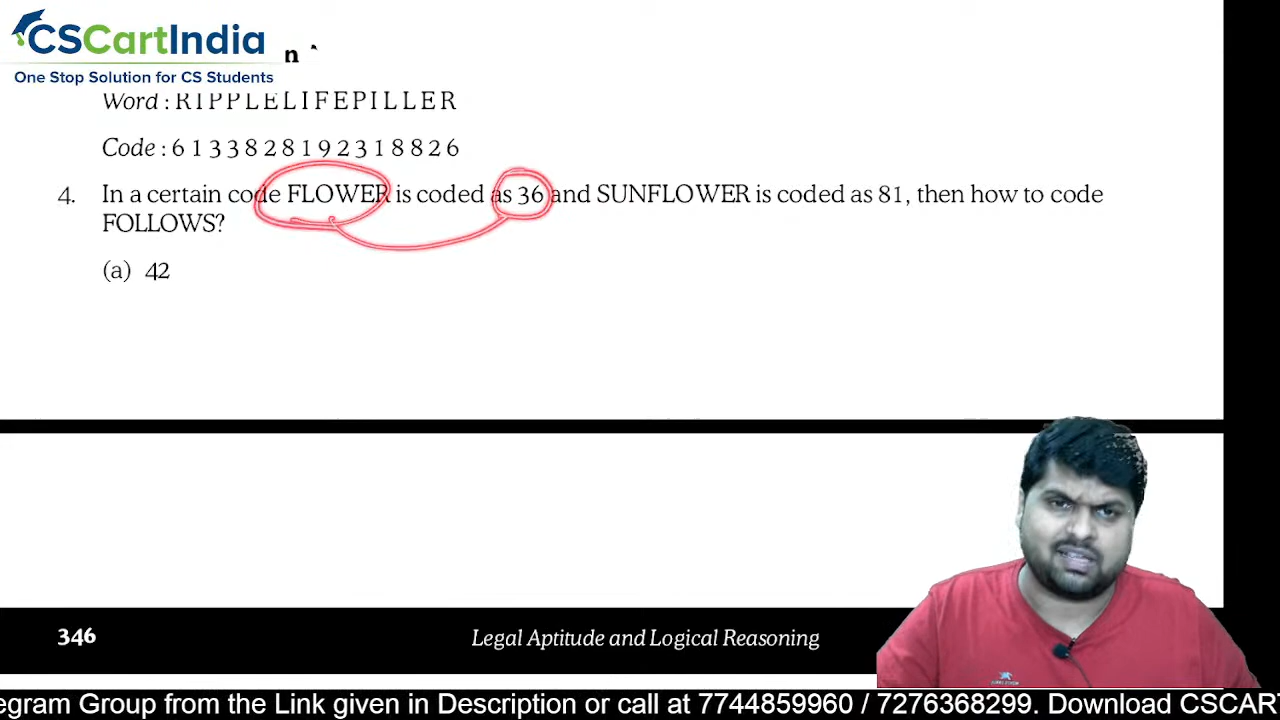 CSCartIndia
One Stop Solution for CS Students
Word : R I P P L E L I F E P I L L E R
Code : 6 1 3 3 8 2 8 1 9 2 3 1 8 8 2 6
4. In a certain code FLOWER is coded as 36 and SUNFLOWER is coded as 81, then how to code
FOLLOWS?
(a) 42
346 Legal Aptitude and Logical Reasoning
egram Group from the Link given in Description or call at 7744859960 / 7276368299. Download CSCAR